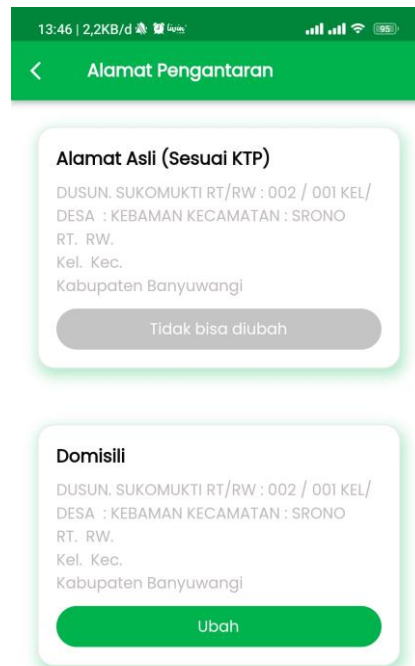 13:46 | 2,2KB/d
95
Alamat Pengantaran
Alamat Asli (Sesuai KTP)
DUSUN. SUKOMUKTI RT/RW : 002 / 001 KEL/
DESA : KEBAMAN KECAMATAN : SRONO
RT. RW.
Kel. Kec.
Kabupaten Banyuwangi
Tidak bisa diubah
Domisili
DUSUN. SUKOMUKTI RT/RW : 002 / 001 KEL/
DESA : KEBAMAN KECAMATAN : SRONO
RT. RW.
Kel. Kec.
Kabupaten Banyuwangi
Ubah